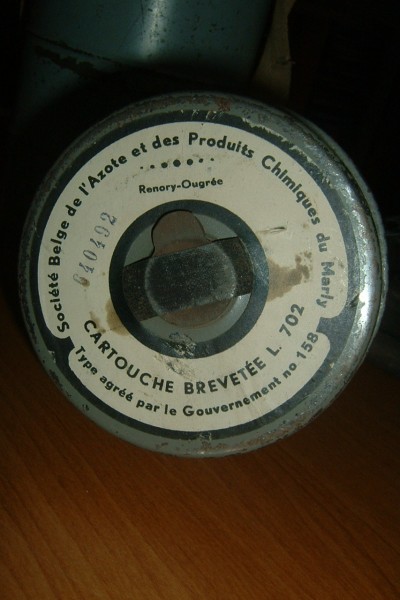 Société Belge de l'Azote et des Produits Chimiques du Marly
Renory-Ougrée
640492
CARTOUCHE BREVETÉE L. 702
Type agréé par le Gouvernement no 158